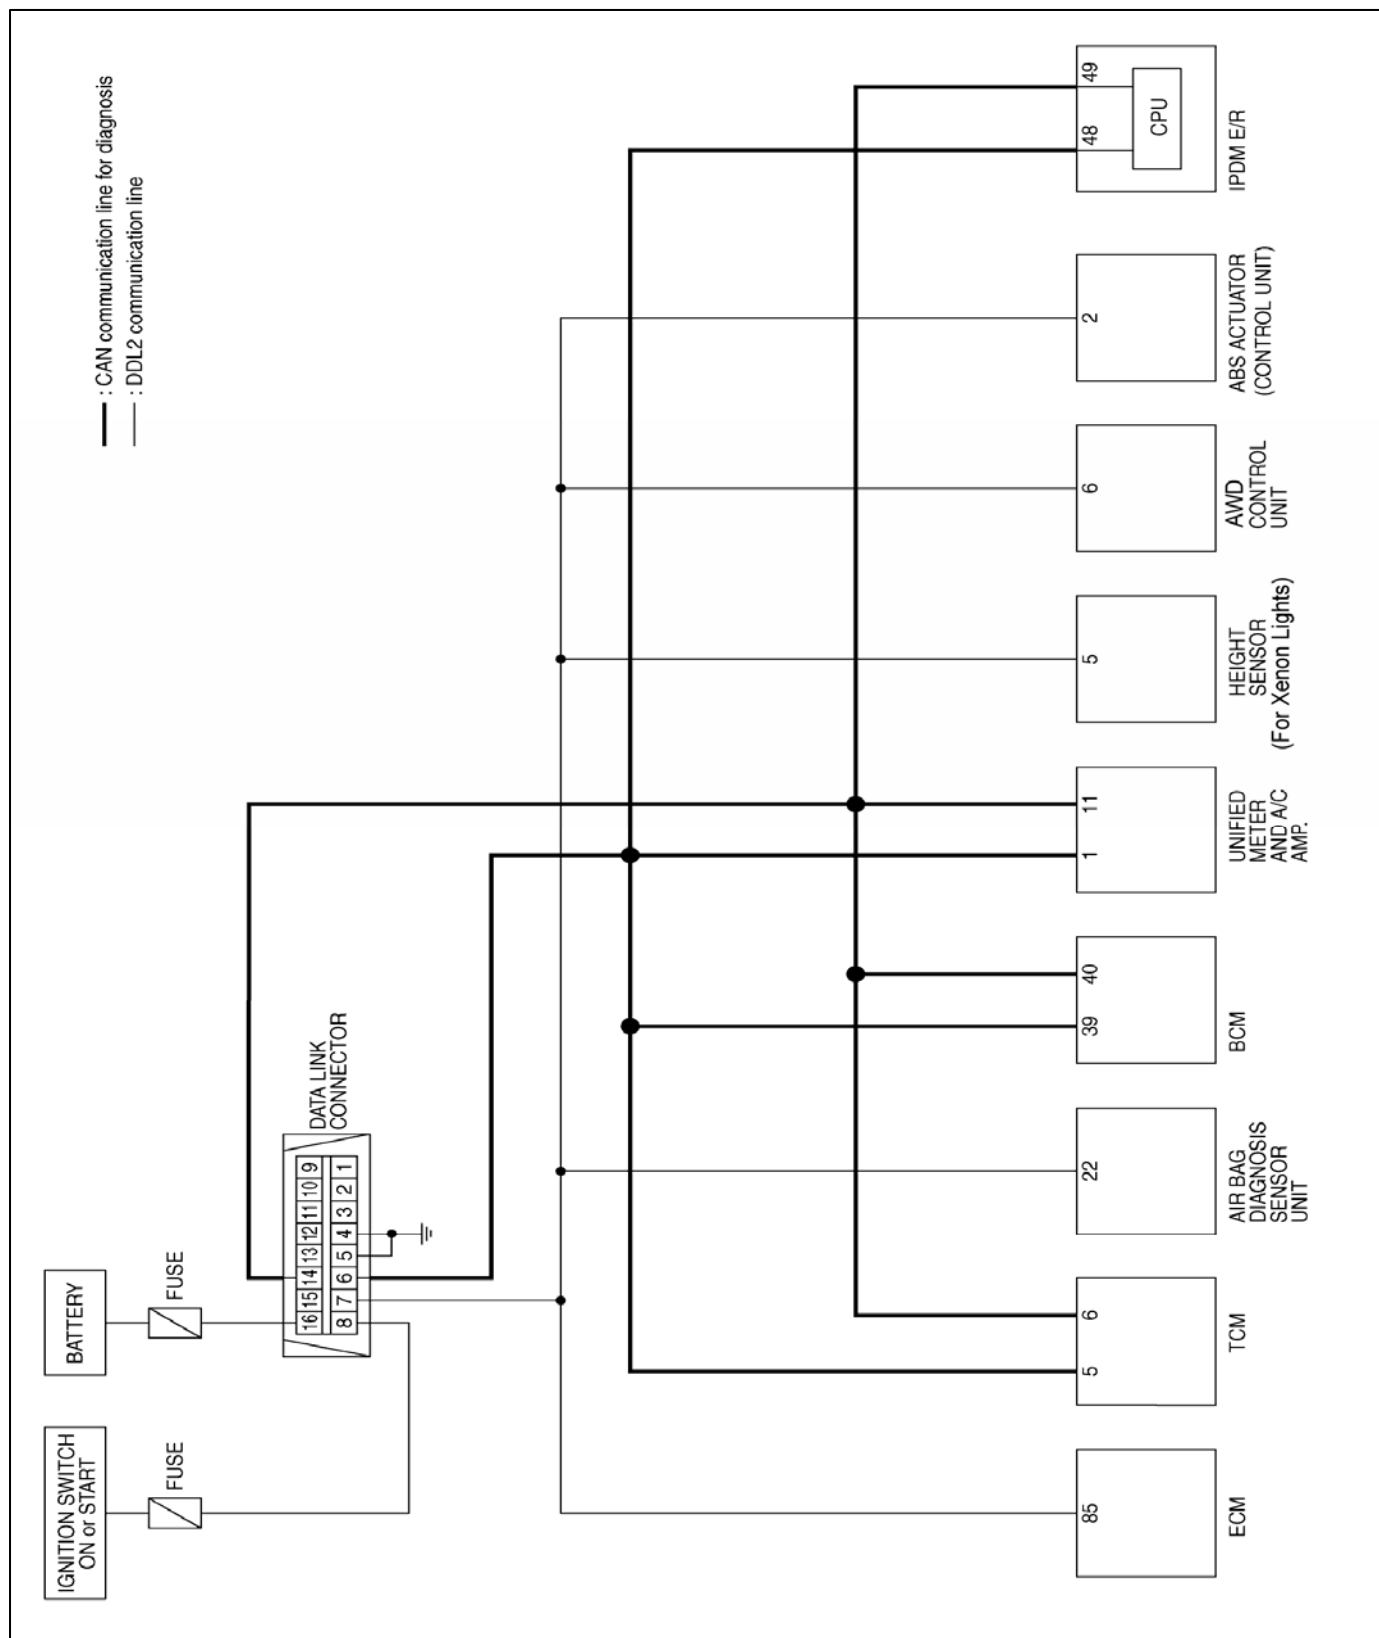 : CAN communication line for diagnosis
: DDL2 communication line
IGNITION SWITCH
ON or START
BATTERY
FUSE
FUSE
DATA LINK
CONNECTOR
16 15 14 13 12 11 10 9
8 7 6 5 4 3 2 1
85
ECM
5 6
TCM
22
AIR BAG
DIAGNOSIS
SENSOR
UNIT
39 40
BCM
1 11
UNIFIED
METER
AND A/C
AMP.
5
HEIGHT
SENSOR
(For Xenon Lights)
6
AWD
CONTROL
UNIT
2
ABS ACTUATOR
(CONTROL UNIT)
48 49
CPU
IPDM E/R